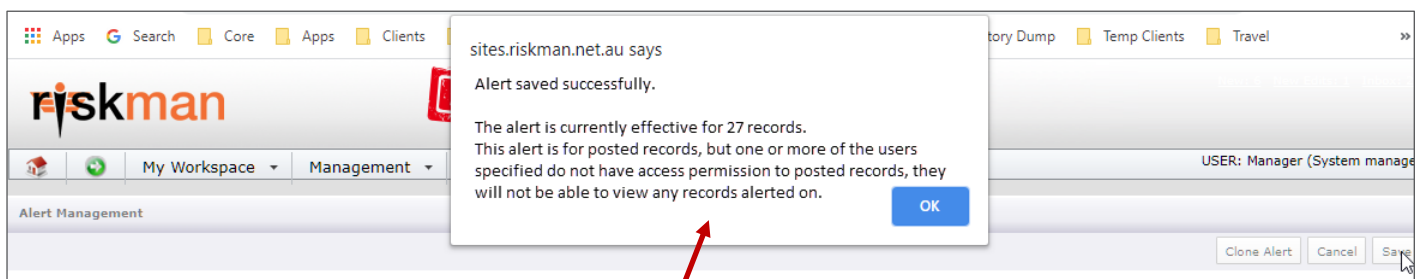 Apps Search Core Apps Clients tory Dump Temp Clients Travel »
sites.riskman.net.au says
Alert saved successfully.
The alert is currently effective for 27 records.
This alert is for posted records, but one or more of the users
specified do not have access permission to posted records, they
will not be able to view any records alerted on.
OK
riskman
My Workspace Management USER: Manager (System manage
Alert Management
Clone Alert Cancel Save